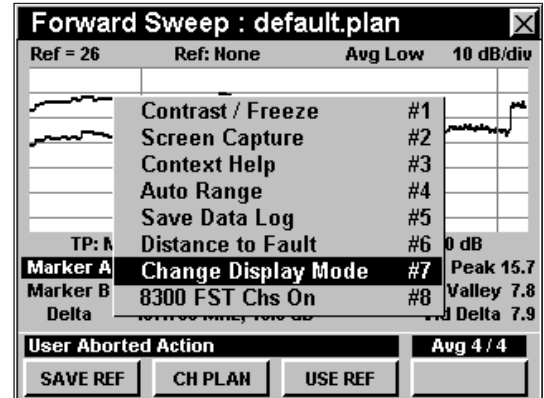 Forward Sweep : default.plan
Ref = 26 Ref: None Avg Low 10 dB/div
Contrast / Freeze #1
Screen Capture #2
Context Help #3
Auto Range #4
Save Data Log #5
Distance to Fault #6
Change Display Mode #7
8300 FST Chs On #8
TP: 0 dB
Marker A Peak 15.7
Marker B Valley 7.8
Delta Delta 7.9
User Aborted Action Avg 4 / 4
SAVE REF CH PLAN USE REF